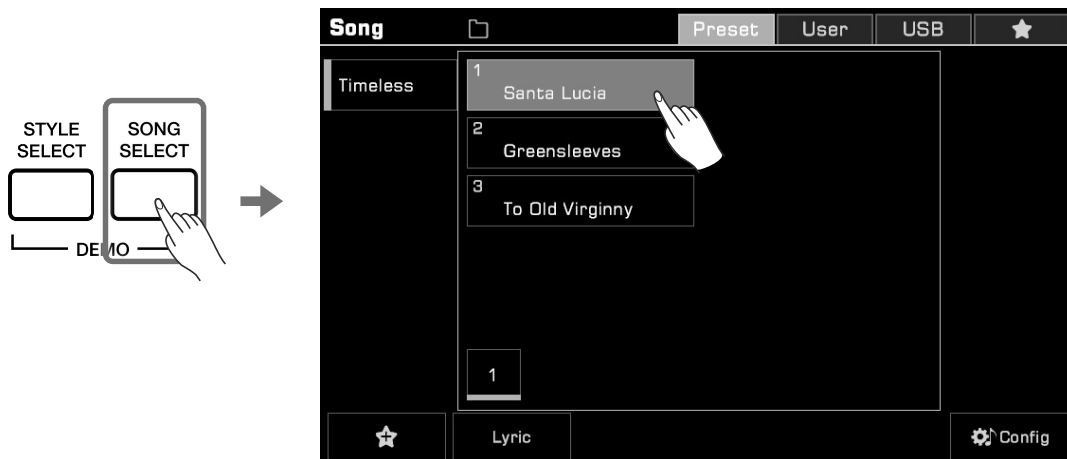 STYLE
SELECT
SONG
SELECT
DEMO
Song
Preset
User
USB
Timeless
1
Santa Lucia
2
Greensleeves
3
To Old Virginny
1
Lyric
Config